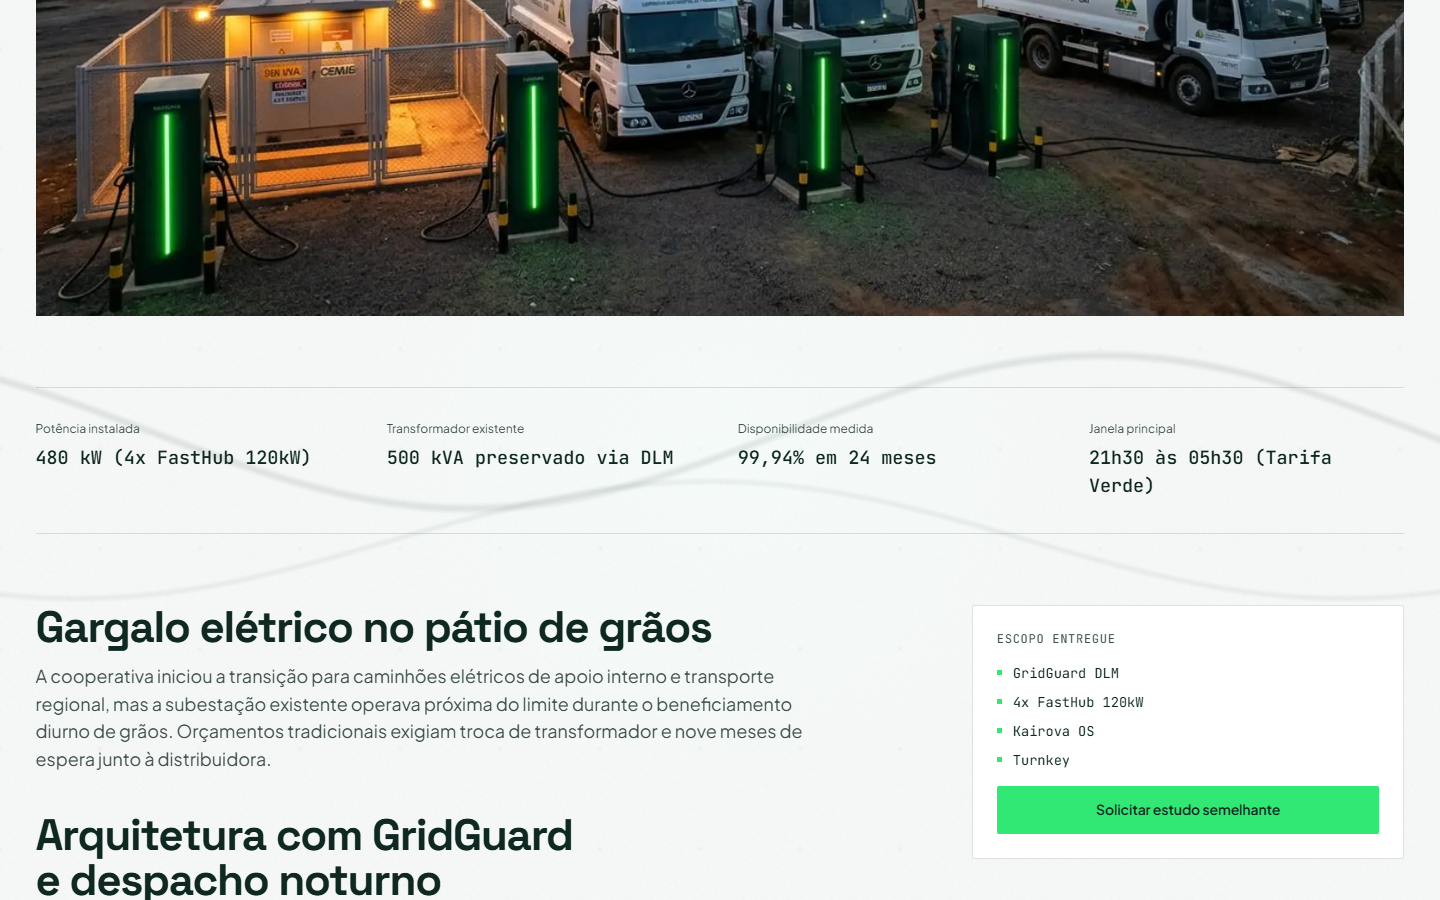 CEMIG
Potência instalada
480 kW (4x FastHub 120kW)
Transformador existente
500 kVA preservado via DLM
Disponibilidade medida
99,94% em 24 meses
Janela principal
21h30 às 05h30 (Tarifa
Verde)
Gargalo elétrico no pátio de grãos
A cooperativa iniciou a transição para caminhões elétricos de apoio interno e transporte
regional, mas a subestação existente operava próxima do limite durante o beneficiamento
diurno de grãos. Orçamentos tradicionais exigiam troca de transformador e nove meses de
espera junto à distribuidora.
Arquitetura com GridGuard
e despacho noturno
ESCOPO ENTREGUE
GridGuard DLM
4x FastHub 120kW
Kairova OS
Turnkey
Solicitar estudo semelhante